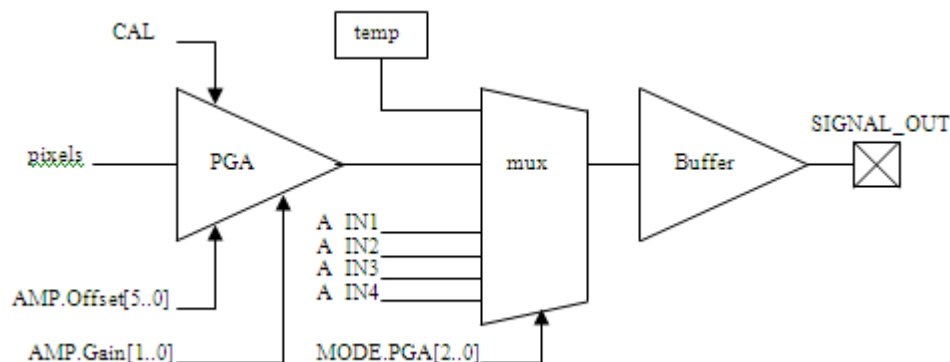 CAL
temp
SIGNAL_OUT
pixels
PGA
mux
Buffer
A IN1
A IN2
A IN3
A IN4
AMP.Offset[5..0]
AMP.Gain[1..0]
MODE.PGA[2..0]